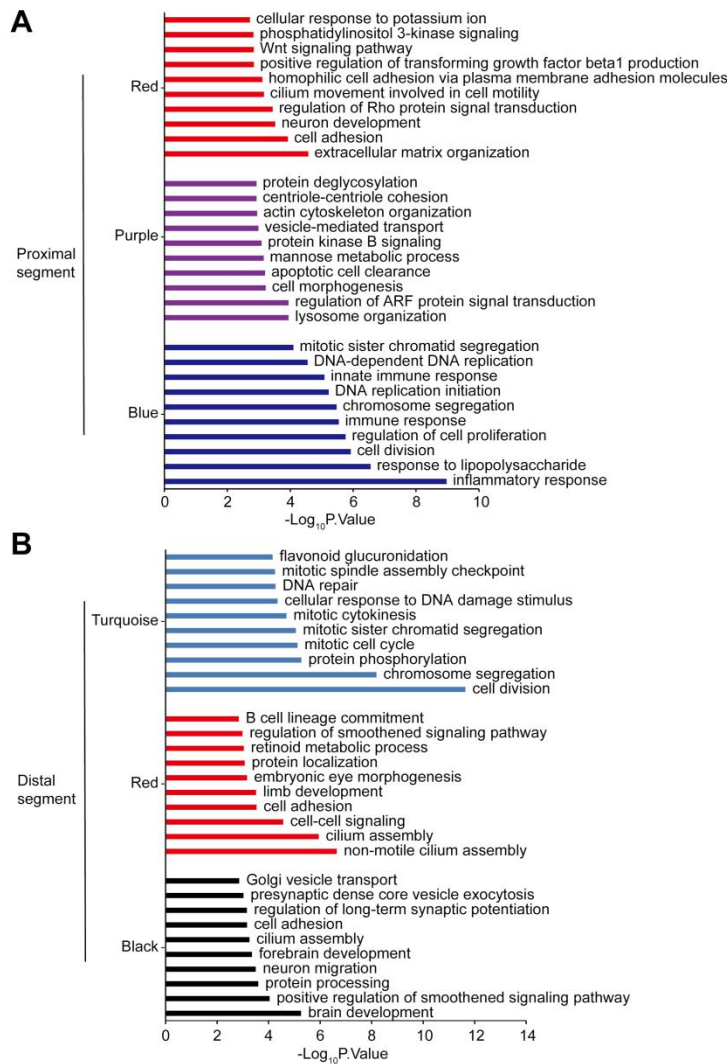 A
cellular response to potassium ion
phosphatidylinositol 3-kinase signaling
Wnt signaling pathway
positive regulation of transforming growth factor beta1 production
Red
homophilic cell adhesion via plasma membrane adhesion molecules
cilium movement involved in cell motility
regulation of Rho protein signal transduction
neuron development
cell adhesion
extracellular matrix organization
protein deglycosylation
centriole-centriole cohesion
actin cytoskeleton organization
vesicle-mediated transport
Purple
protein kinase B signaling
Proximal
segment
mannose metabolic process
apoptotic cell clearance
cell morphogenesis
regulation of ARF protein signal transduction
lysosome organization
mitotic sister chromatid segregation
DNA-dependent DNA replication
innate immune response
DNA replication initiation
Blue
chromosome segregation
immune response
regulation of cell proliferation
cell division
response to lipopolysaccharide
inflammatory response
0 2 4 6 8 10
-Log10P.Value
B
flavonoid glucuronidation
mitotic spindle assembly checkpoint
DNA repair
cellular response to DNA damage stimulus
Turquoise
mitotic cytokinesis
mitotic sister chromatid segregation
mitotic cell cycle
protein phosphorylation
chromosome segregation
cell division
B cell lineage commitment
regulation of smoothened signaling pathway
retinoid metabolic process
protein localization
Red
embryonic eye morphogenesis
Distal
segment
limb development
cell adhesion
cell-cell signaling
cilium assembly
non-motile cilium assembly
Golgi vesicle transport
presynaptic dense core vesicle exocytosis
regulation of long-term synaptic potentiation
cell adhesion
Black
cilium assembly
forebrain development
neuron migration
protein processing
positive regulation of smoothened signaling pathway
brain development
0 2 4 6 8 10 12 14
-Log10P.Value